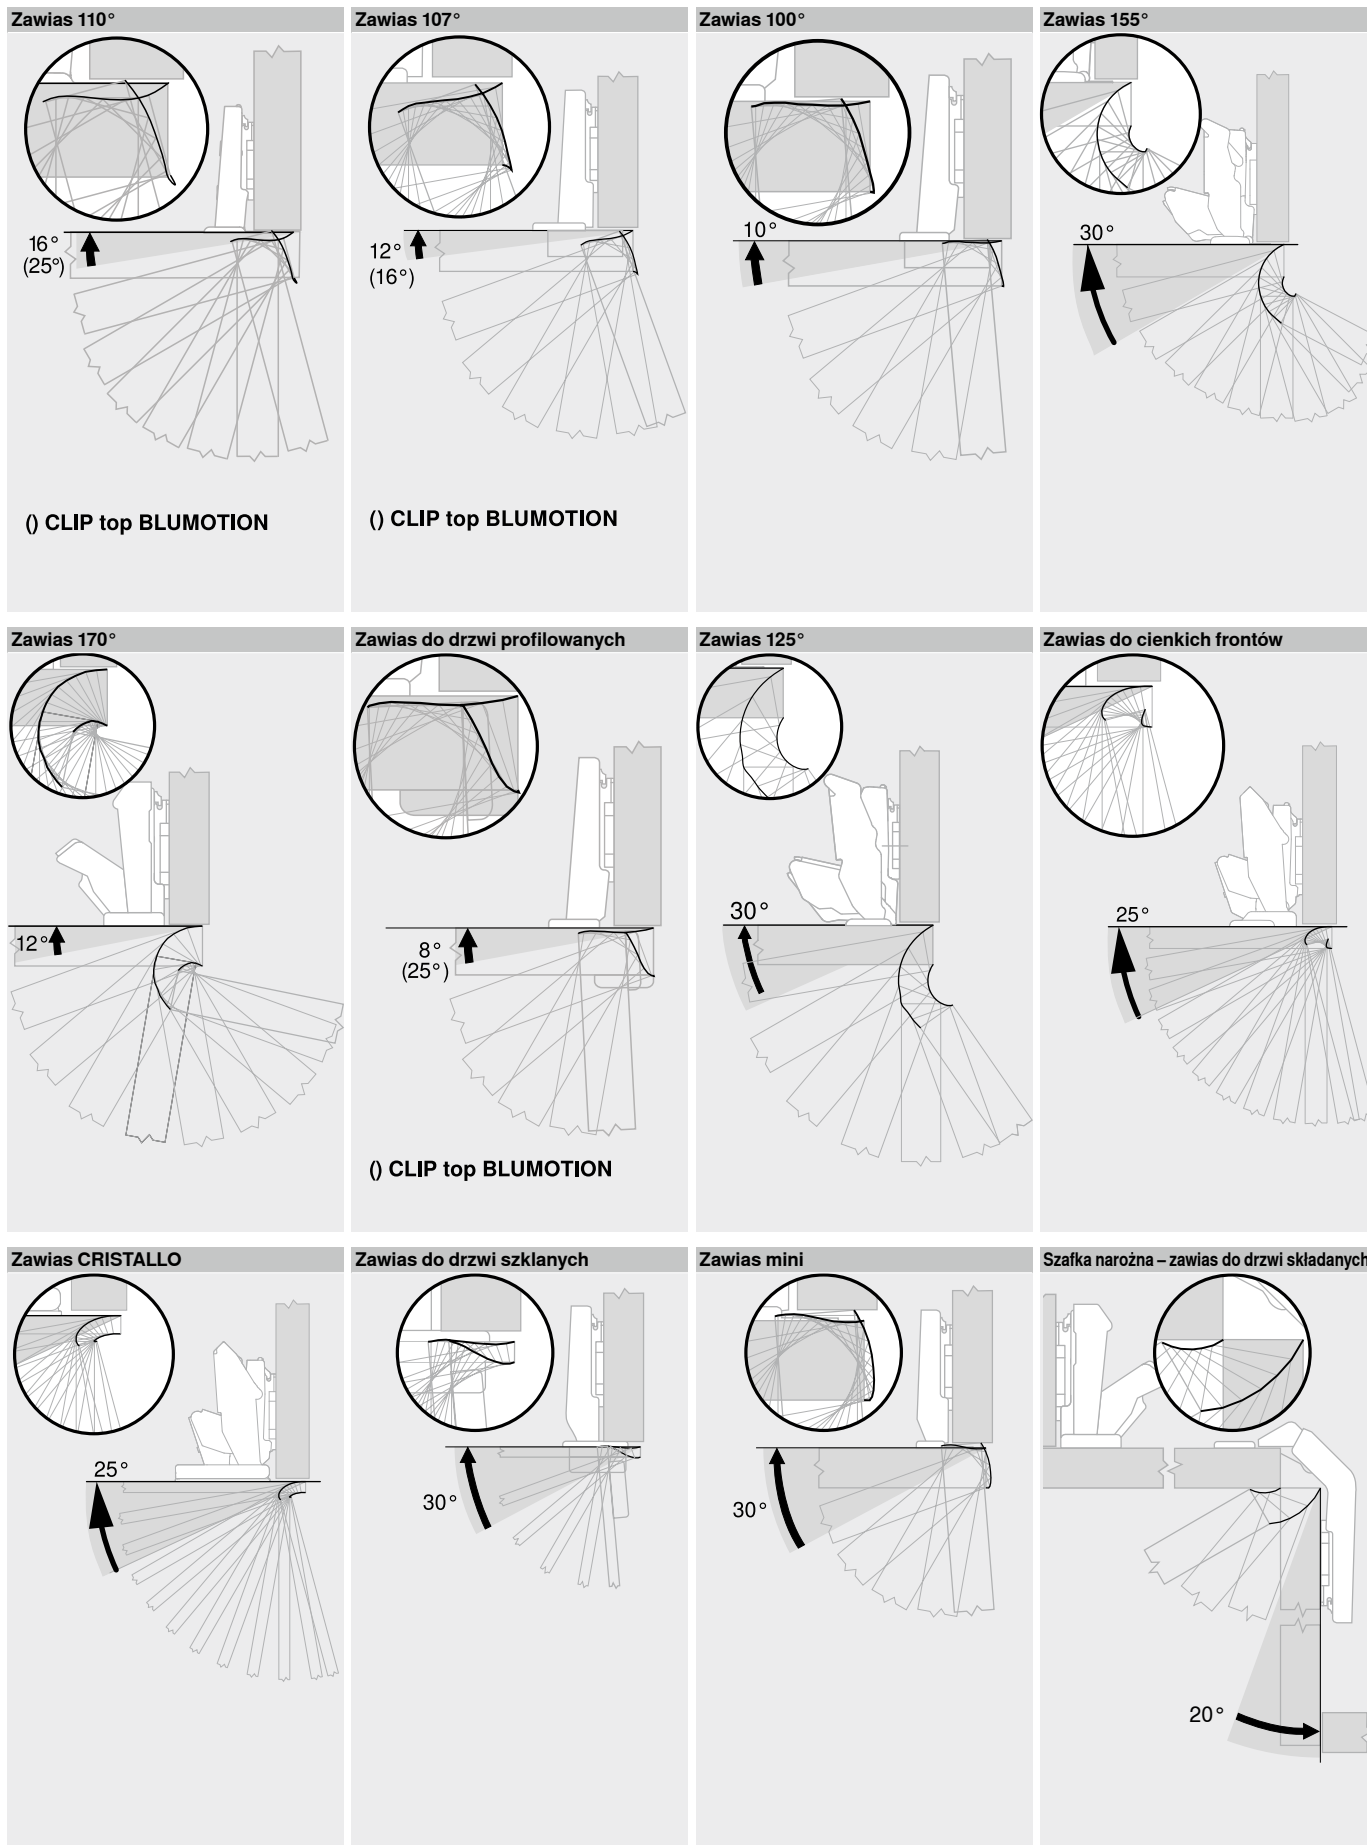 Zawias 110°
16°
(25°)
() CLIP top BLUMOTION
Zawias 107°
12°
(16°)
() CLIP top BLUMOTION
Zawias 100°
10°
Zawias 155°
30°
Zawias 170°
12°
Zawias do drzwi profilowanych
8°
(25°)
() CLIP top BLUMOTION
Zawias 125°
30°
Zawias do cienkich frontów
25°
Zawias CRISTALLO
25°
Zawias do drzwi szklanych
30°
Zawias mini
30°
Szafka narożna – zawias do drzwi składanych
20°